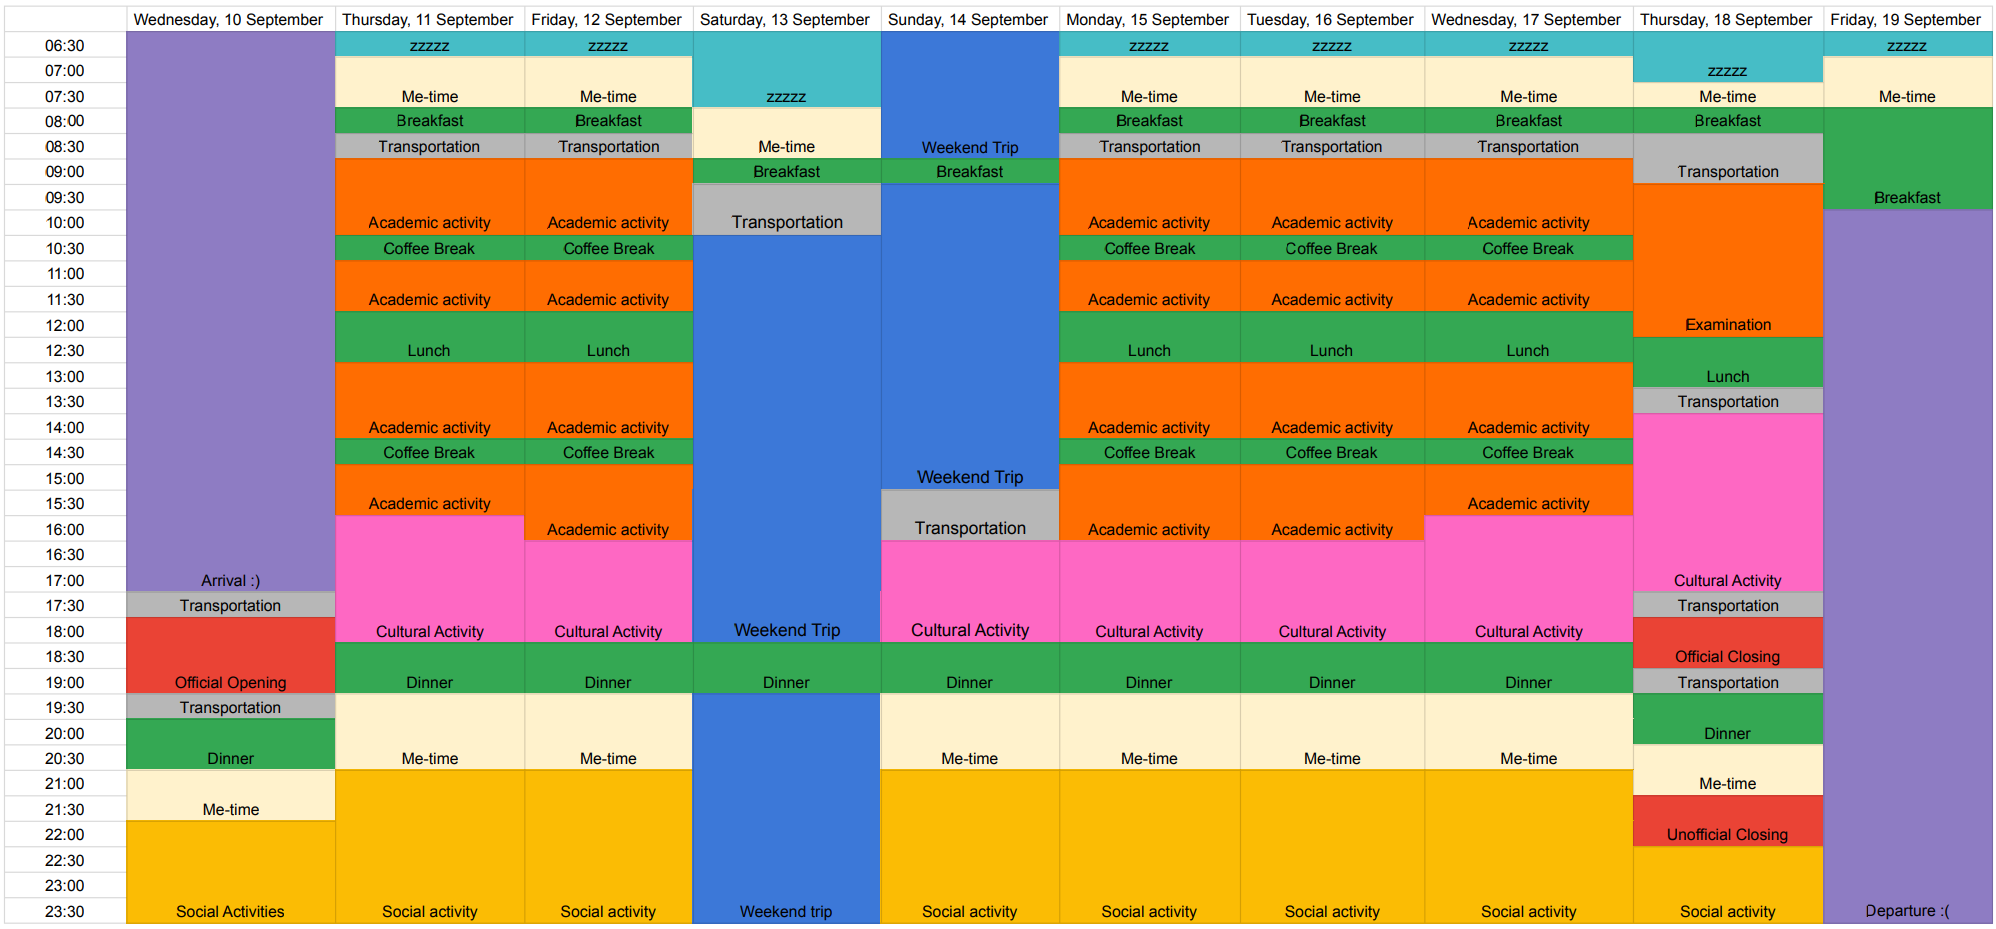 Wednesday, 10 September Thursday, 11 September Friday, 12 September Saturday, 13 September Sunday, 14 September Monday, 15 September Tuesday, 16 September Wednesday, 17 September Thursday, 18 September Friday, 19 September
06:30 zzzzz zzzzz zzzzz zzzzz zzzzz zzzzz
07:00 zzzzz
07:30 Me-time Me-time zzzzz Me-time Me-time Me-time Me-time Me-time
08:00 Breakfast Breakfast Breakfast Breakfast Breakfast Breakfast
08:30 Transportation Transportation Me-time Weekend Trip Transportation Transportation Transportation
09:00 Breakfast Breakfast Transportation
09:30 Breakfast
10:00 Academic activity Academic activity Transportation Academic activity Academic activity Academic activity
10:30 Coffee Break Coffee Break Coffee Break Coffee Break Coffee Break
11:00
11:30 Academic activity Academic activity Academic activity Academic activity Academic activity
12:00 Examination
12:30 Lunch Lunch Lunch Lunch Lunch
13:00 Lunch
13:30 Transportation
14:00 Academic activity Academic activity Academic activity Academic activity Academic activity
14:30 Coffee Break Coffee Break Coffee Break Coffee Break Coffee Break
15:00 Weekend Trip
15:30 Academic activity Academic activity
16:00 Academic activity Transportation Academic activity Academic activity
16:30
17:00 Arrival :) Cultural Activity
17:30 Transportation Transportation
18:00 Cultural Activity Cultural Activity Weekend Trip Cultural Activity Cultural Activity Cultural Activity Cultural Activity
18:30 Official Closing
19:00 Official Opening Dinner Dinner Dinner Dinner Dinner Dinner Dinner Transportation
19:30 Transportation
20:00 Dinner
20:30 Dinner Me-time Me-time Me-time Me-time Me-time Me-time
21:00 Me-time
21:30 Me-time
22:00 Unofficial Closing
22:30
23:00
23:30 Social Activities Social activity Social activity Weekend trip Social activity Social activity Social activity Social activity Social activity Departure :(